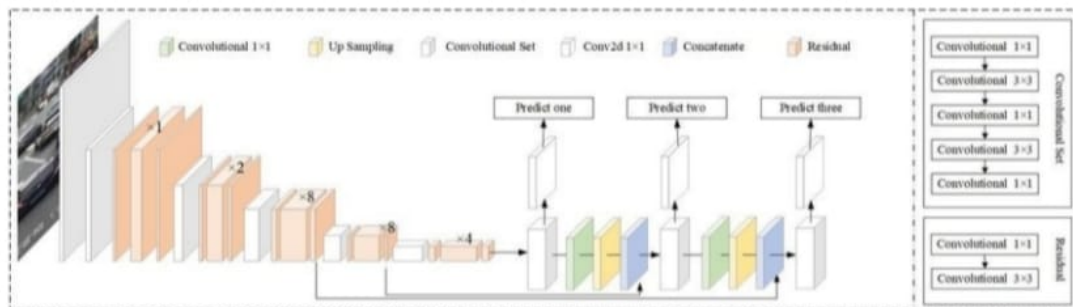 Convolutional 1×1
Up Sampling
Convolutional Set
Conv2d 1×1
Concatenate
Residual
Predict one
Predict two
Predict three
×1
×2
×8
×8
×4
Convolutional 1×1
Convolutional 3×3
Convolutional 1×1
Convolutional 3×3
Convolutional 1×1
Convolutional Set
Convolutional 1×1
Convolutional 3×3
Residual